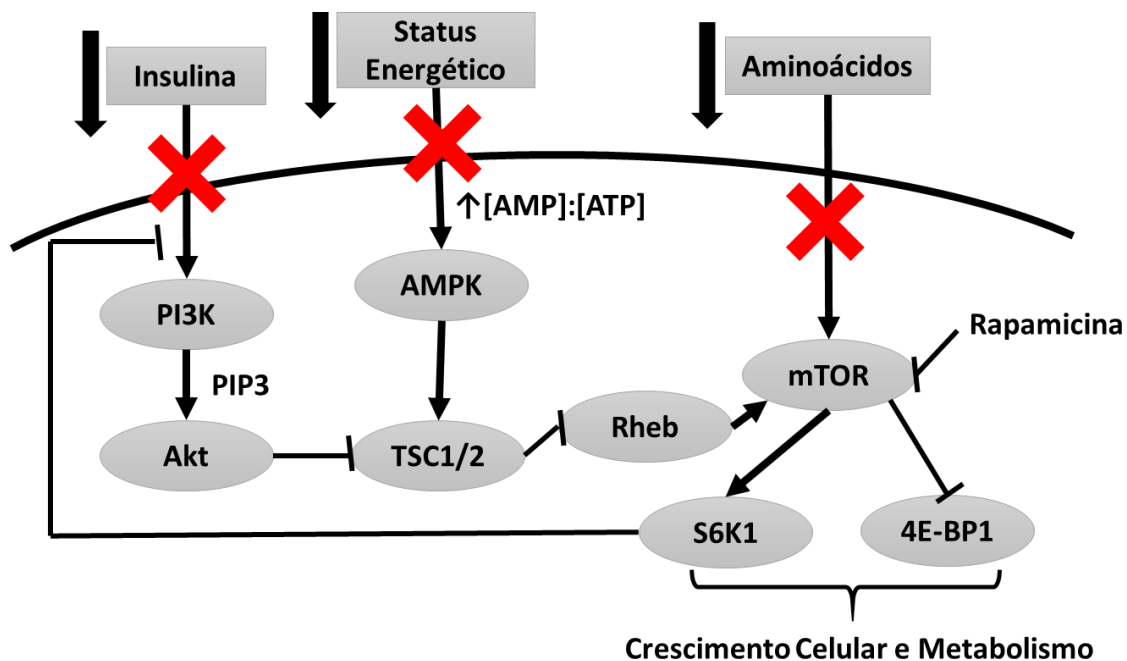 Insulina
Status
Energético
Aminoácidos
↑[AMP]:[ATP]
PI3K
AMPK
Rapamicina
mTOR
PIP3
Akt
TSC1/2
Rheb
S6K1
4E-BP1
Crescimento Celular e Metabolismo